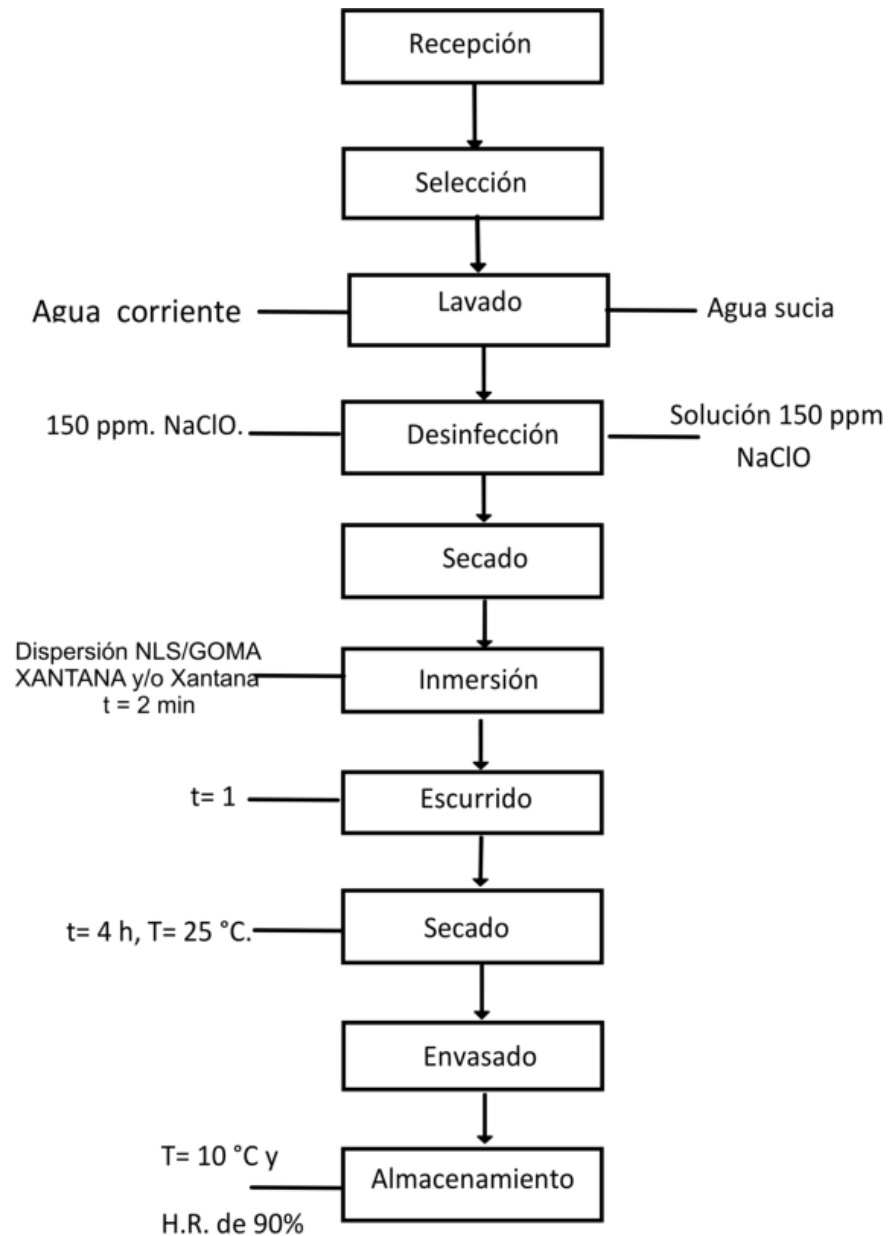 Recepción
Selección
Lavado
Agua corriente
Agua sucia
150 ppm. NaClO.
Desinfección
Solución 150 ppm
NaClO
Secado
Dispersión NLS/GOMA
XANTANA y/o Xantana
t = 2 min
Inmersión
t= 1
Escurrido
t= 4 h, T= 25 °C.
Secado
Envasado
T= 10 °C y
H.R. de 90%
Almacenamiento